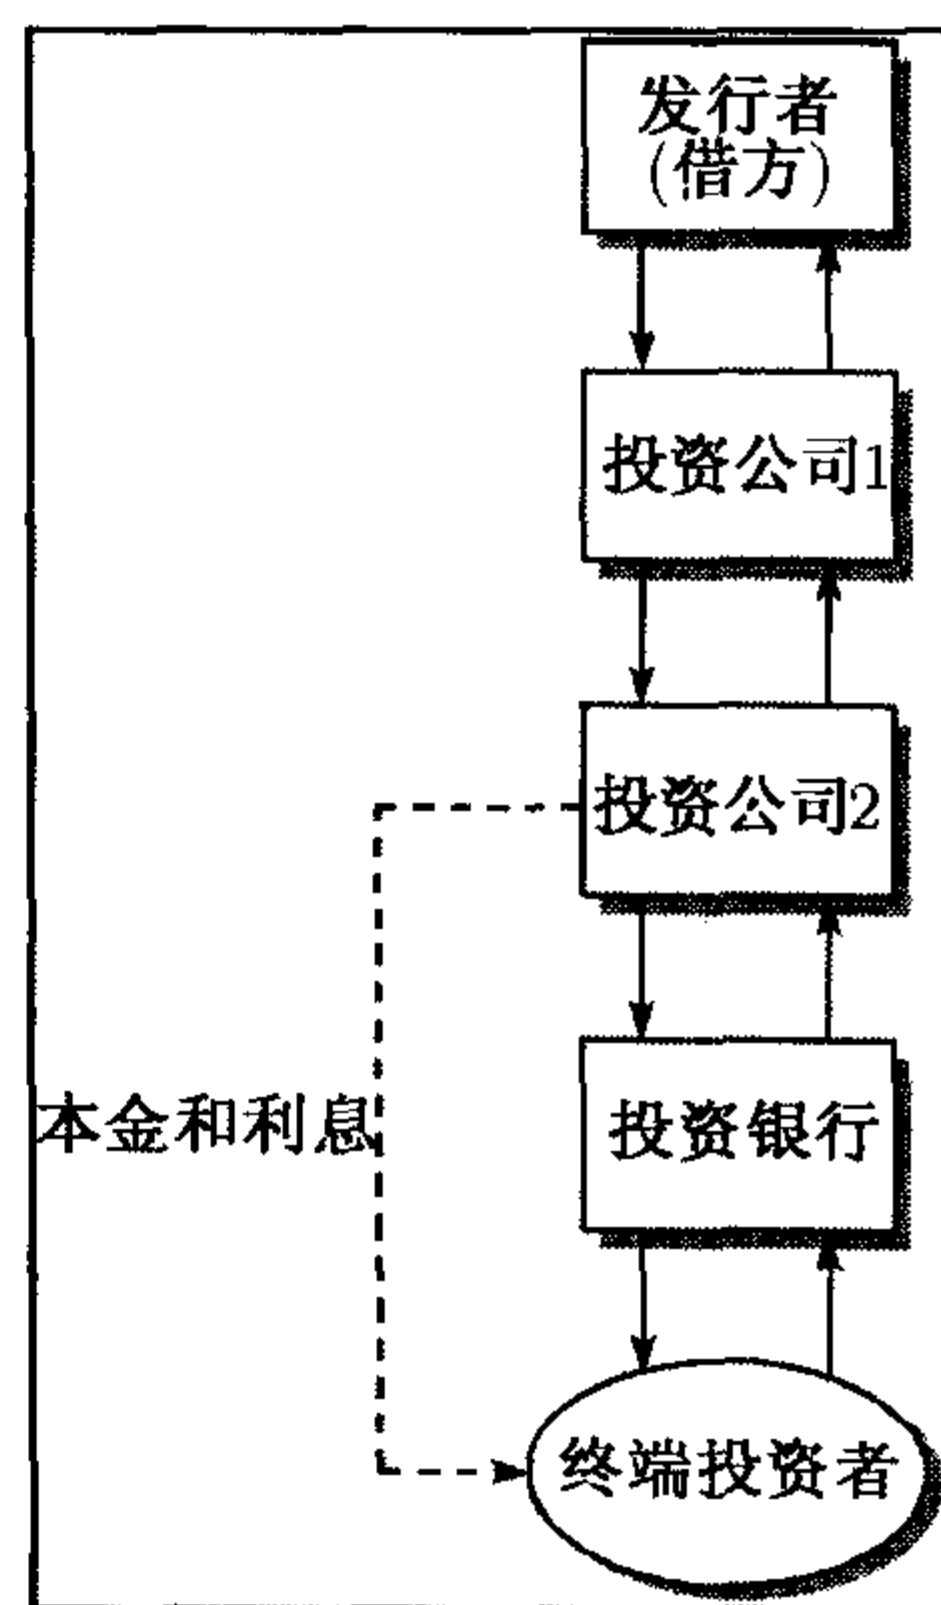 发行者
(借方)
投资公司1
投资公司2
本金和利息
投资银行
终端投资者